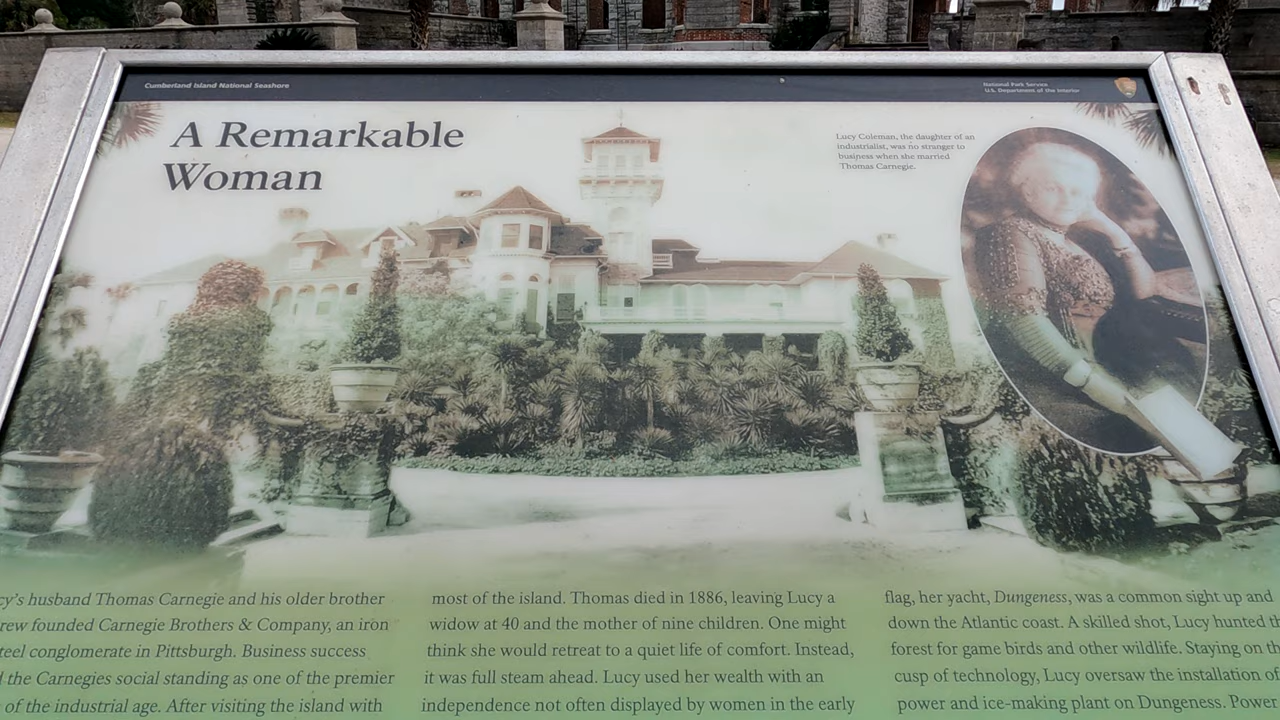 Cumberland Island National Seashore
National Park Service
U.S. Department of the Interior
A Remarkable
Woman
Lucy Coleman, the daughter of an
industrialist, was no stranger to
business when she married
Thomas Carnegie.
cy's husband Thomas Carnegie and his older brother
rew founded Carnegie Brothers & Company, an iron
teel conglomerate in Pittsburgh. Business success
the Carnegies social standing as one of the premier
of the industrial age. After visiting the island with
most of the island. Thomas died in 1886, leaving Lucy a
widow at 40 and the mother of nine children. One might
think she would retreat to a quiet life of comfort. Instead,
it was full steam ahead. Lucy used her wealth with an
independence not often displayed by women in the early
flag, her yacht, Dungeness, was a common sight up and
down the Atlantic coast. A skilled shot, Lucy hunted th
forest for game birds and other wildlife. Staying on th
cusp of technology, Lucy oversaw the installation of
power and ice-making plant on Dungeness. Power